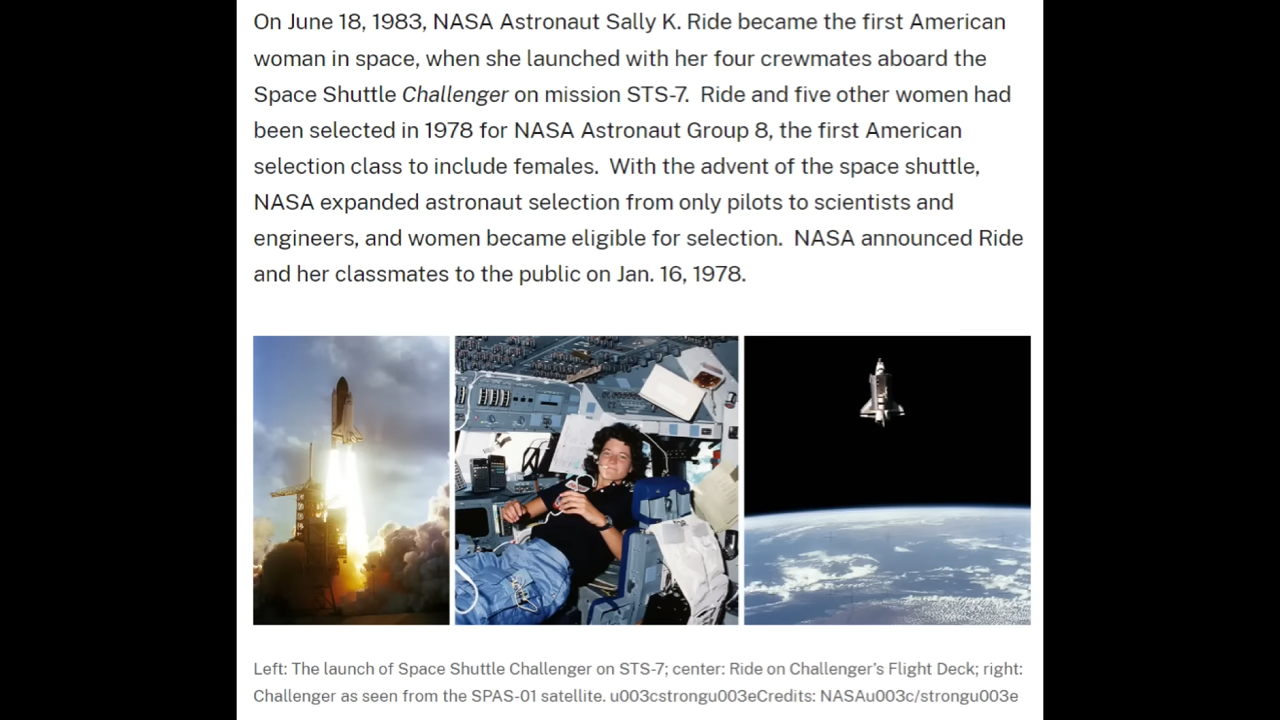 On June 18, 1983, NASA Astronaut Sally K. Ride became the first American
woman in space, when she launched with her four crewmates aboard the
Space Shuttle Challenger on mission STS-7.  Ride and five other women had
been selected in 1978 for NASA Astronaut Group 8, the first American
selection class to include females.  With the advent of the space shuttle,
NASA expanded astronaut selection from only pilots to scientists and
engineers, and women became eligible for selection.  NASA announced Ride
and her classmates to the public on Jan. 16, 1978.
Left: The launch of Space Shuttle Challenger on STS-7; center: Ride on Challenger’s Flight Deck; right:
Challenger as seen from the SPAS-01 satellite. u003cstrongu003eCredits: NASAu003c/strongu003e